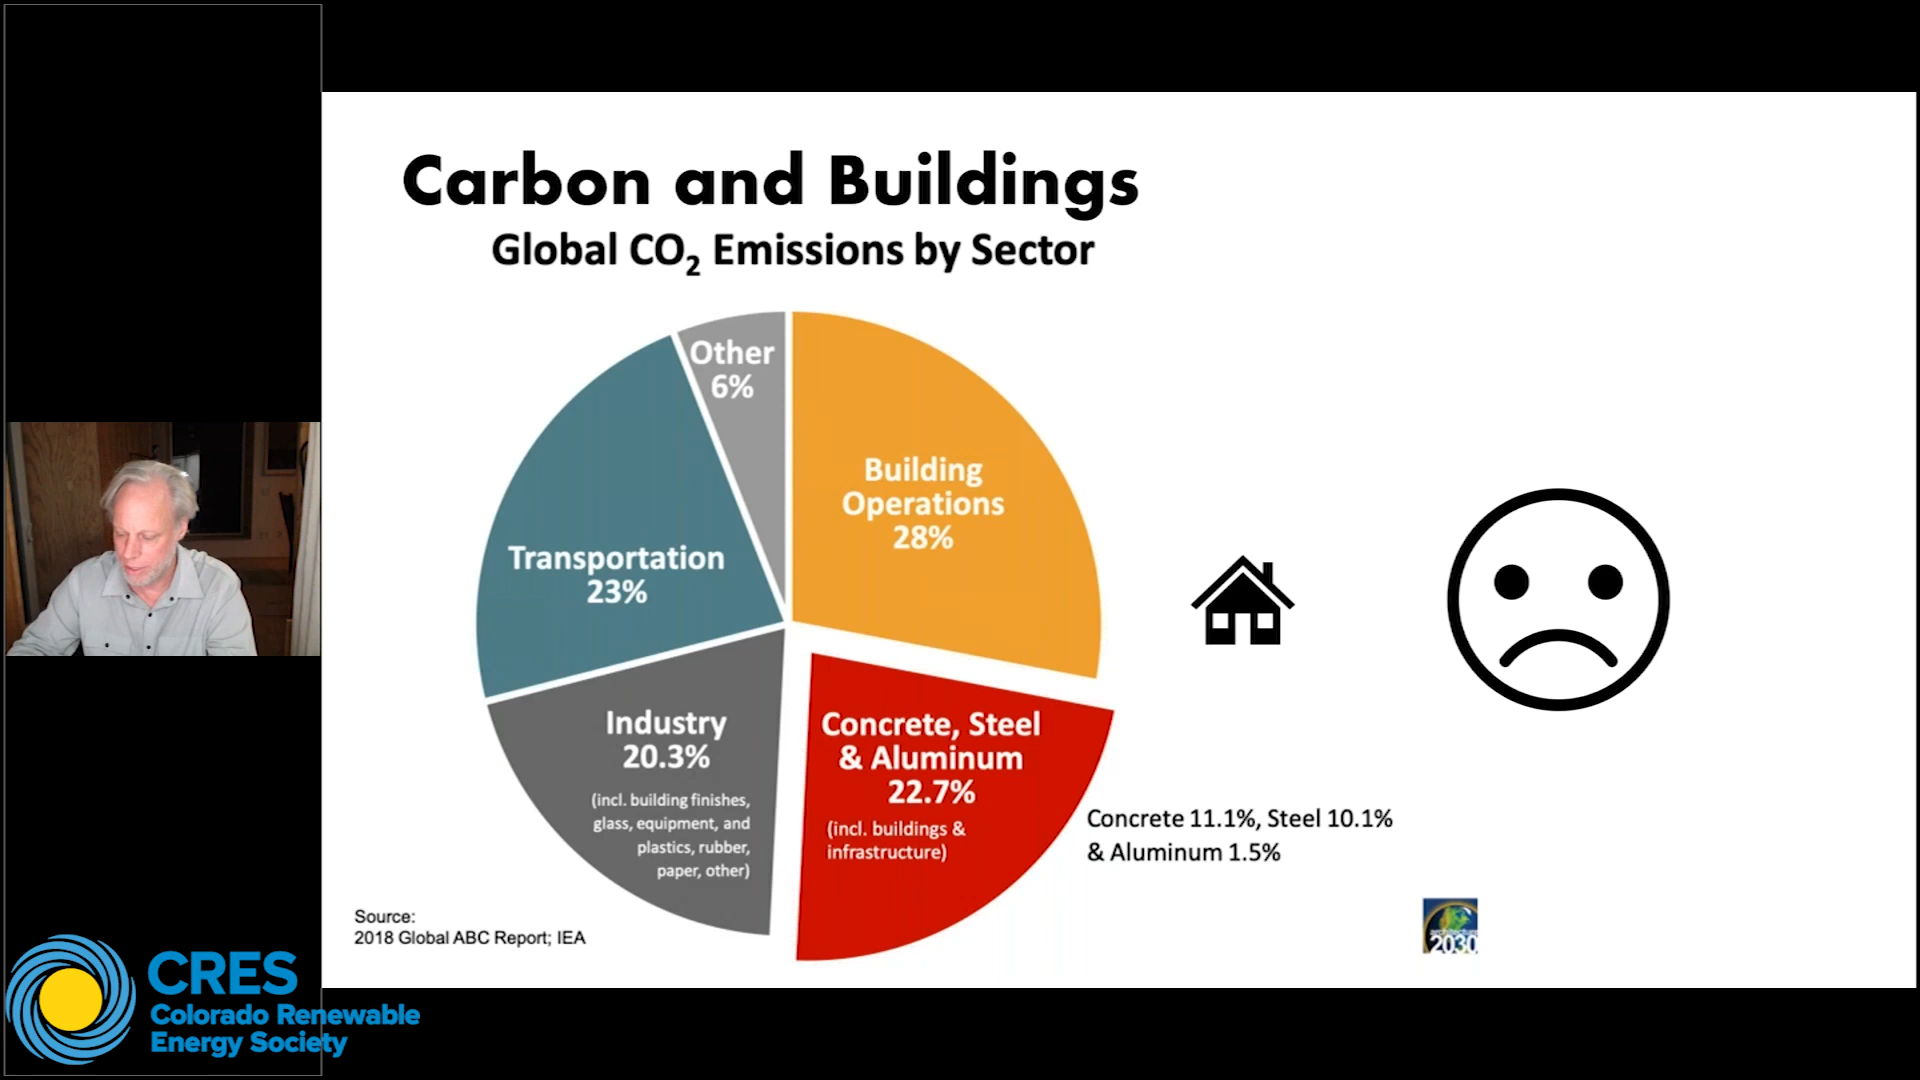 Carbon and Buildings
Global CO₂ Emissions by Sector
Other
6%
Building
Operations
28%
Transportation
23%
Industry
20.3%
(incl. building finishes,
glass, equipment, and
plastics, rubber,
paper, other)
Concrete, Steel
& Aluminum
22.7%
(incl. buildings &
infrastructure)
Concrete 11.1%, Steel 10.1%
& Aluminum 1.5%
Source:
2018 Global ABC Report; IEA
2030
CRES
Colorado Renewable
Energy Society